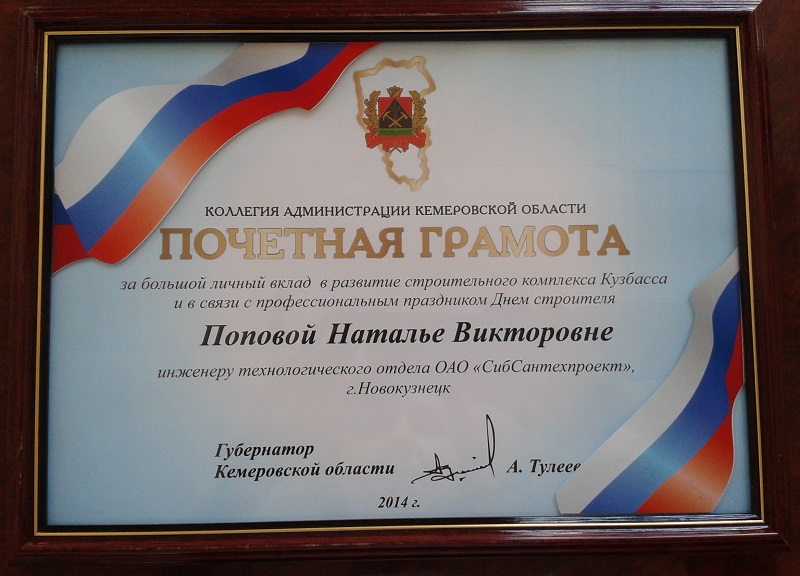 КОЛЛЕГИЯ АДМИНИСТРАЦИИ КЕМЕРОВСКОЙ ОБЛАСТИ
ПОЧЕТНАЯ ГРАМОТА
за большой личный вклад в развитие строительного комплекса Кузбасса
и в связи с профессиональным праздником Днем строителя
Поповой Наталье Викторовне
инженеру технологического отдела ОАО «СибСантехпроект»,
г.Новокузнецк
Губернатор
Кемеровской области А. Тулеев
2014 г.